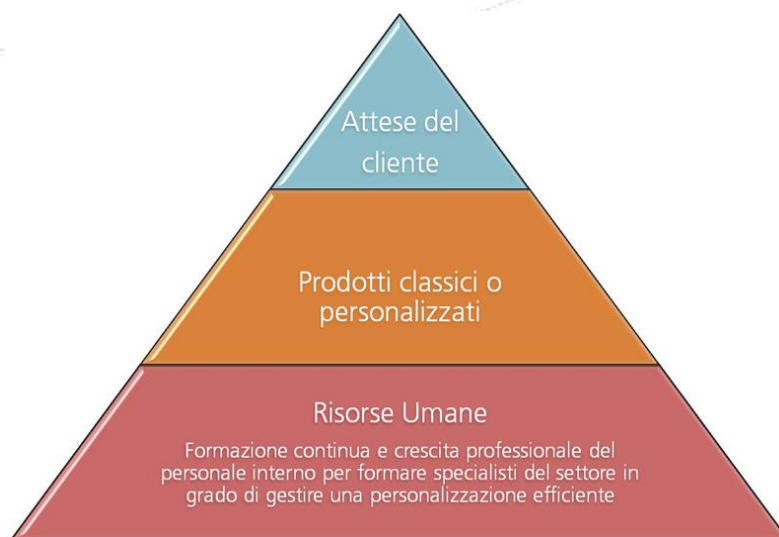 Attese del
cliente
Prodotti classici o
personalizzati
Risorse Umane
Formazione continua e crescita professionale del
personale interno per formare specialisti del settore in
grado di gestire una personalizzazione efficiente